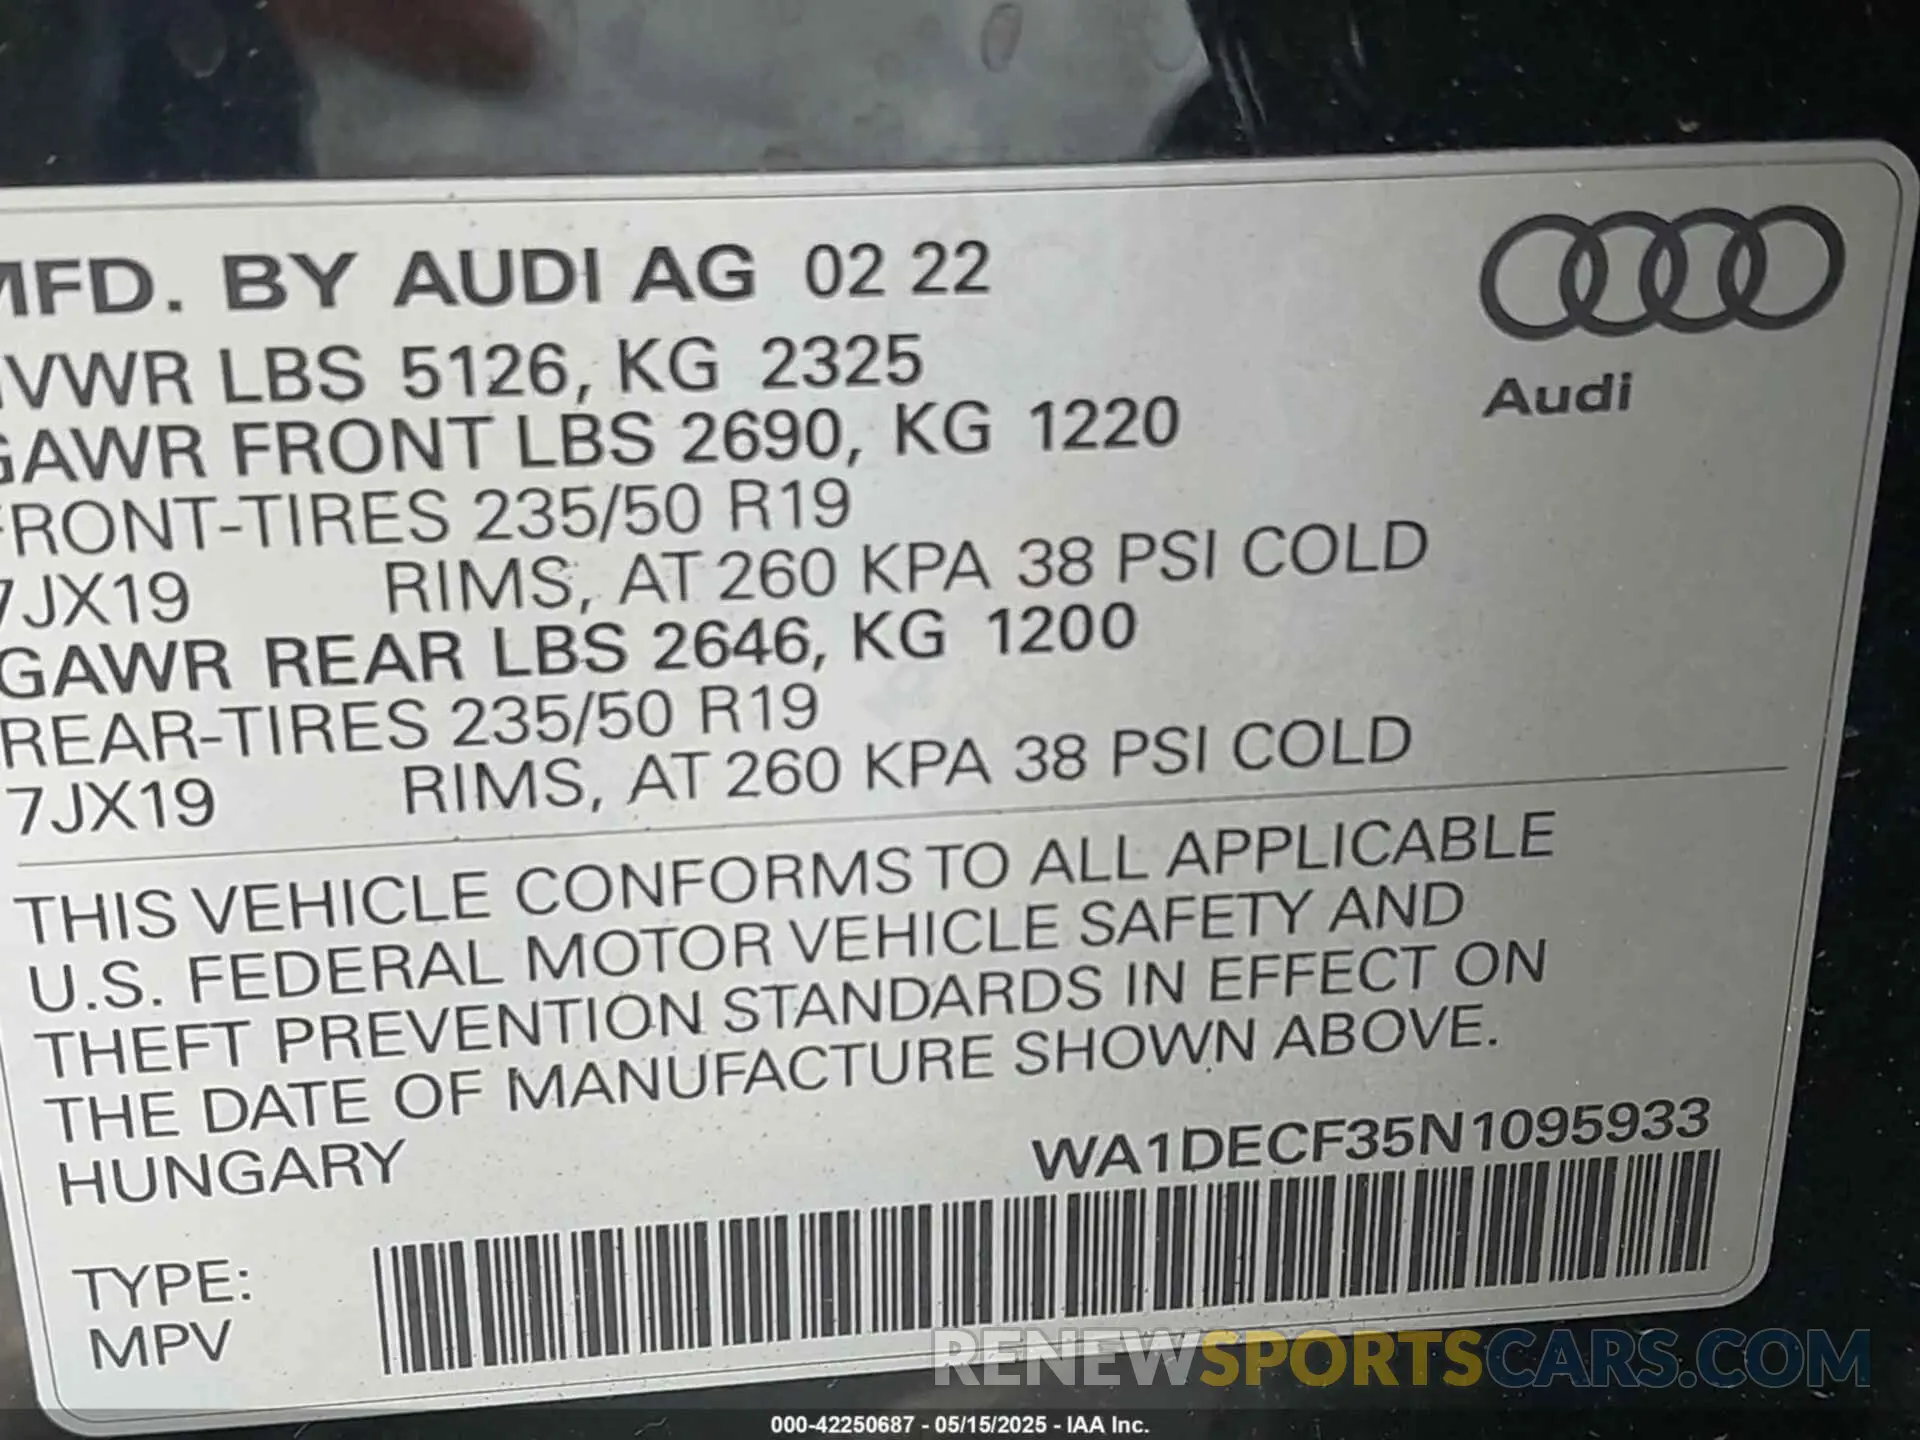 MFD. BY AUDI AG 02 22
GVWR LBS 5126, KG 2325
GAWR FRONT LBS 2690, KG 1220
FRONT-TIRES 235/50 R19
7JX19 RIMS, AT 260 KPA 38 PSI COLD
GAWR REAR LBS 2646, KG 1200
REAR-TIRES 235/50 R19
7JX19 RIMS, AT 260 KPA 38 PSI COLD
Audi
THIS VEHICLE CONFORMS TO ALL APPLICABLE
U.S. FEDERAL MOTOR VEHICLE SAFETY AND
THEFT PREVENTION STANDARDS IN EFFECT ON
THE DATE OF MANUFACTURE SHOWN ABOVE.
HUNGARY
WA1DECF35N1095933
TYPE:
MPV
RENEWSPORTSCARS.COM
000-42250687 - 05/15/2025 - IAA Inc.